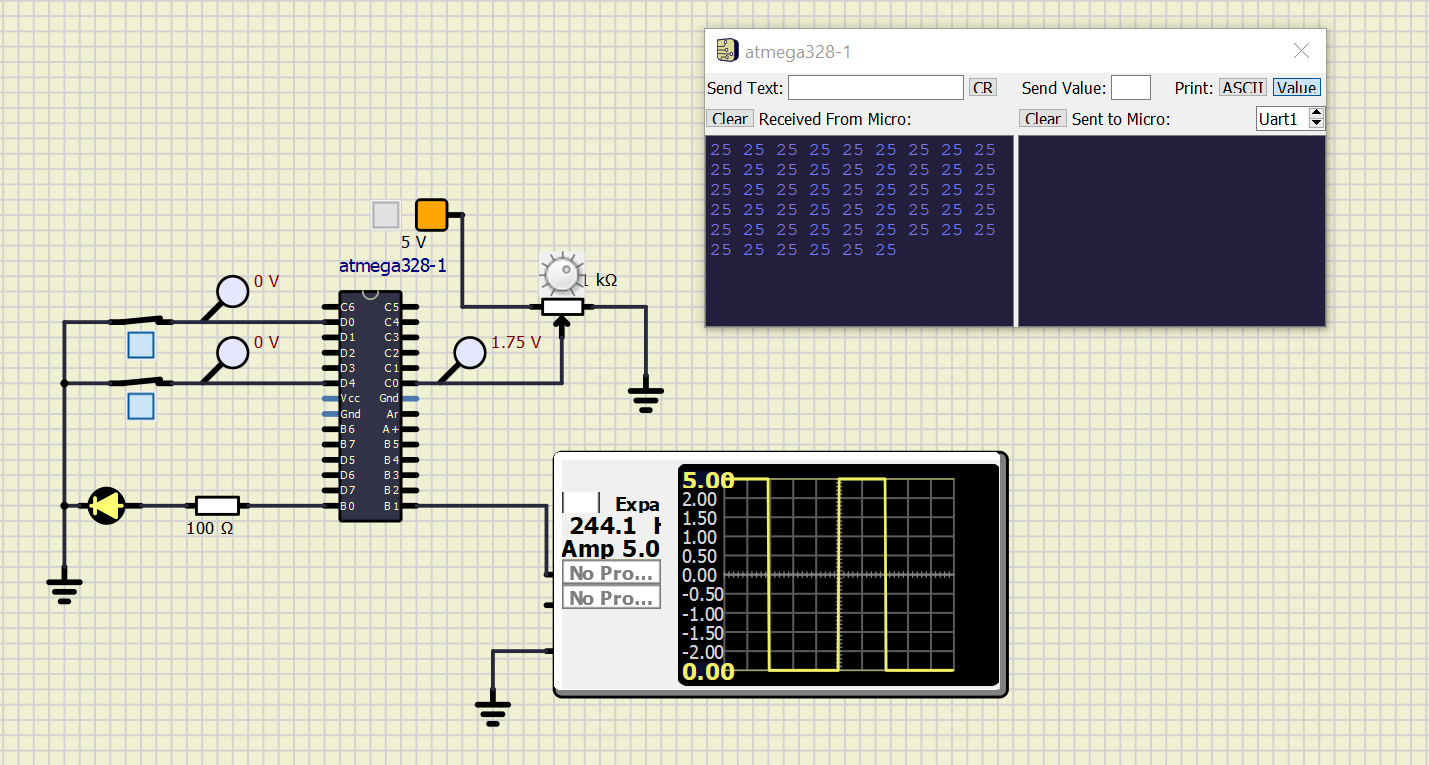 atmega328-1
Send Text: CR Send Value: Print: ASCII Value
Clear Received From Micro: Clear Sent to Micro: Uart1
25 25 25 25 25 25 25 25 25
25 25 25 25 25 25 25 25 25
25 25 25 25 25 25 25 25 25
25 25 25 25 25 25 25 25 25
25 25 25 25 25 25 25 25 25
25 25 25 25 25 25
5 V
atmega328-1
0 V
1 kΩ
C6 C5
D0 C4
D1 C3
0 V
1.75 V
D2 C2
D3 C1
D4 C0
Vcc Gnd
Gnd Ar
B6 A+
B7 B5
D5 B4
D6 B3
D7 B2
B0 B1
100 Ω
Expa
244.1
Amp 5.0
No Pro...
No Pro...
5.00
2.00
1.50
1.00
0.50
0.00
-0.50
-1.00
-1.50
-2.00
0.00